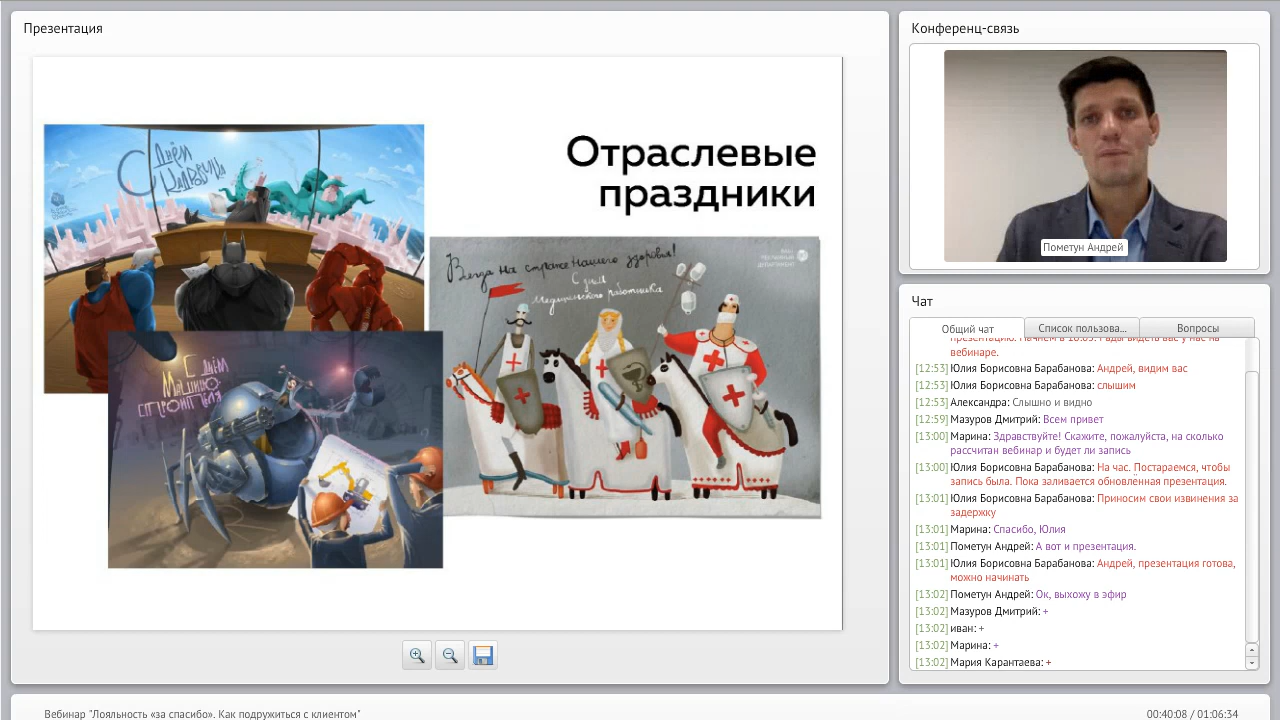 Презентация
Отраслевые
праздники
С днём
Кадровика
Всегда на страже нашего здоровья!
С днём
Медицинского работника
С днём
Машино-
строителя
Конференц-связь
Пометун Андрей
Чат
Общий чат
Список пользова...
Вопросы
вебинаре.
[12:53] Юлия Борисовна Барабанова: Андрей, видим вас
[12:53] Юлия Борисовна Барабанова: слышим
[12:53] Александра: Слышно и видно
[12:59] Мазуров Дмитрий: Всем привет
[13:00] Марина: Здравствуйте! Скажите, пожалуйста, на сколько
рассчитан вебинар и будет ли запись
[13:00] Юлия Борисовна Барабанова: На час. Постараемся, чтобы
запись была. Пока заливается обновлённая презентация.
[13:01] Юлия Борисовна Барабанова: Приносим свои извинения за
задержку
[13:01] Марина: Спасибо, Юлия
[13:01] Пометун Андрей: А вот и презентация.
[13:01] Юлия Борисовна Барабанова: Андрей, презентация готова,
можно начинать
[13:02] Пометун Андрей: Ок, выхожу в эфир
[13:02] Мазуров Дмитрий: +
[13:02] иван: +
[13:02] Марина: +
[13:02] Мария Карантаева: +
Вебинар "Лояльность «за спасибо». Как подружиться с клиентом"
00:40:08 / 01:06:34